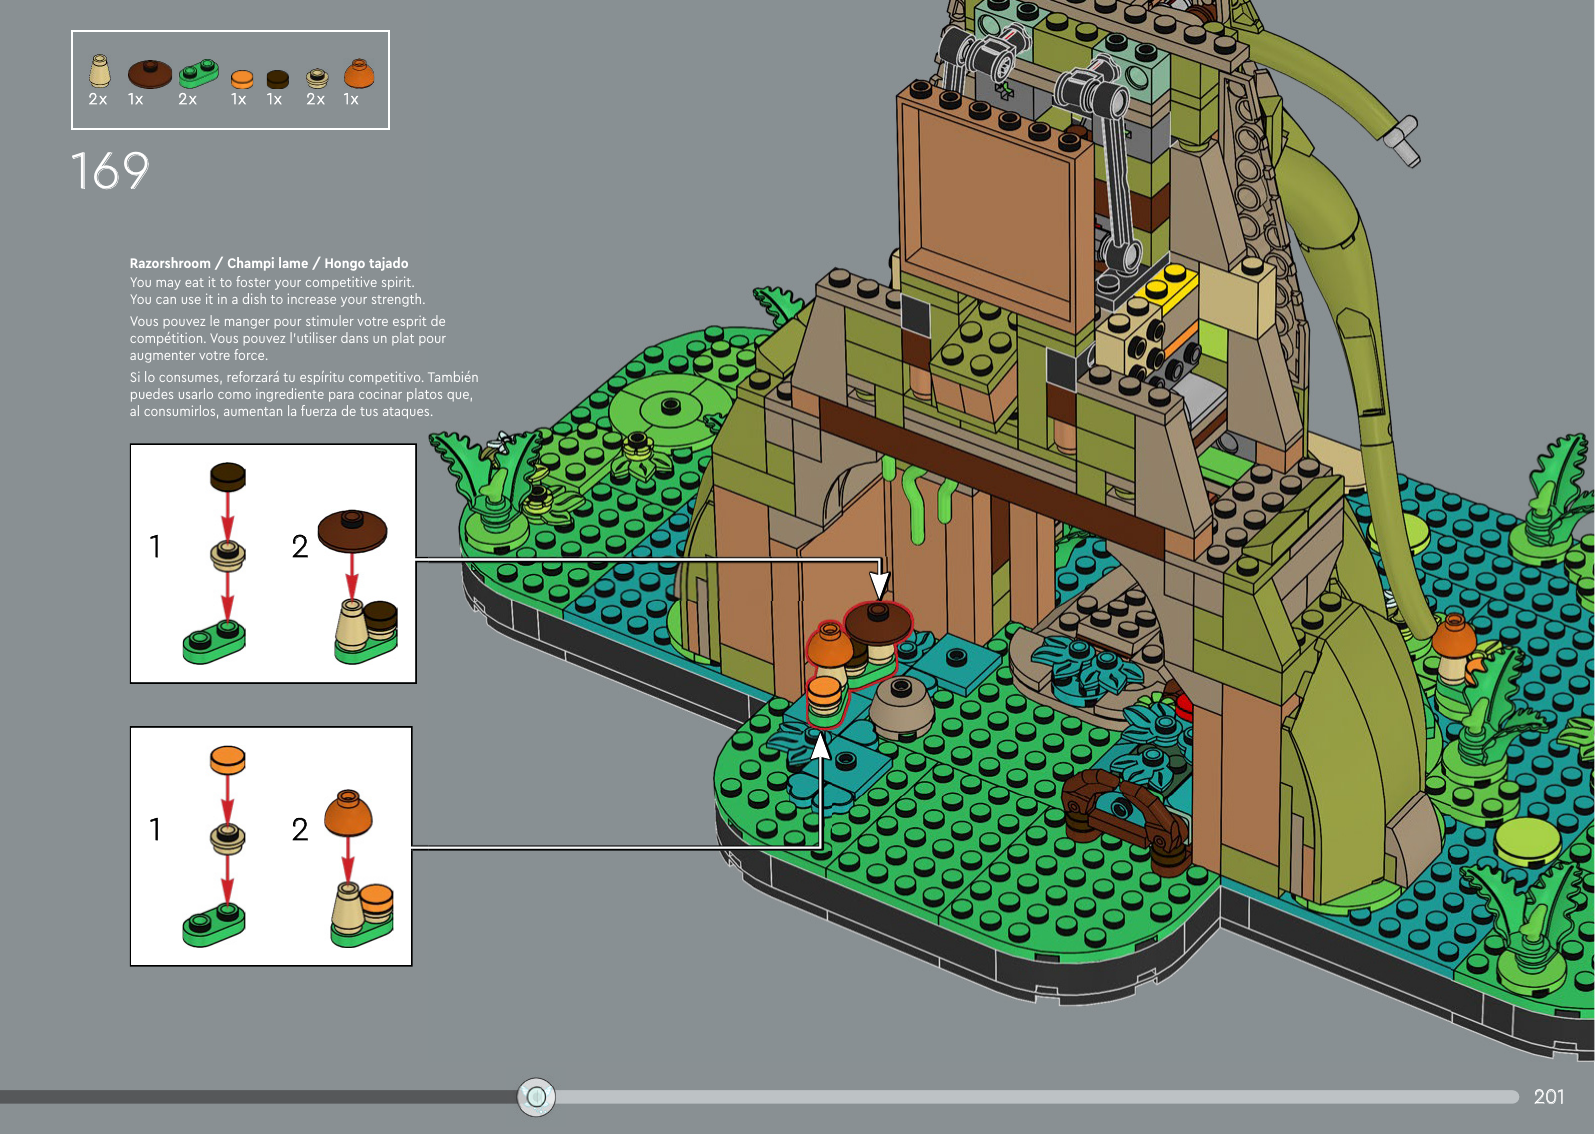 2x 1x 2x 1x 1x 2x 1x
169
Razorshroom / Champi lame / Hongo tajado
You may eat it to foster your competitive spirit.
You can use it in a dish to increase your strength.
Vous pouvez le manger pour stimuler votre esprit de
compétition. Vous pouvez l'utiliser dans un plat pour
augmenter votre force.
Si lo consumes, reforzará tu espíritu competitivo. También
puedes usarlo como ingrediente para cocinar platos que,
al consumirlos, aumentan la fuerza de tus ataques.
1 2
1 2
201